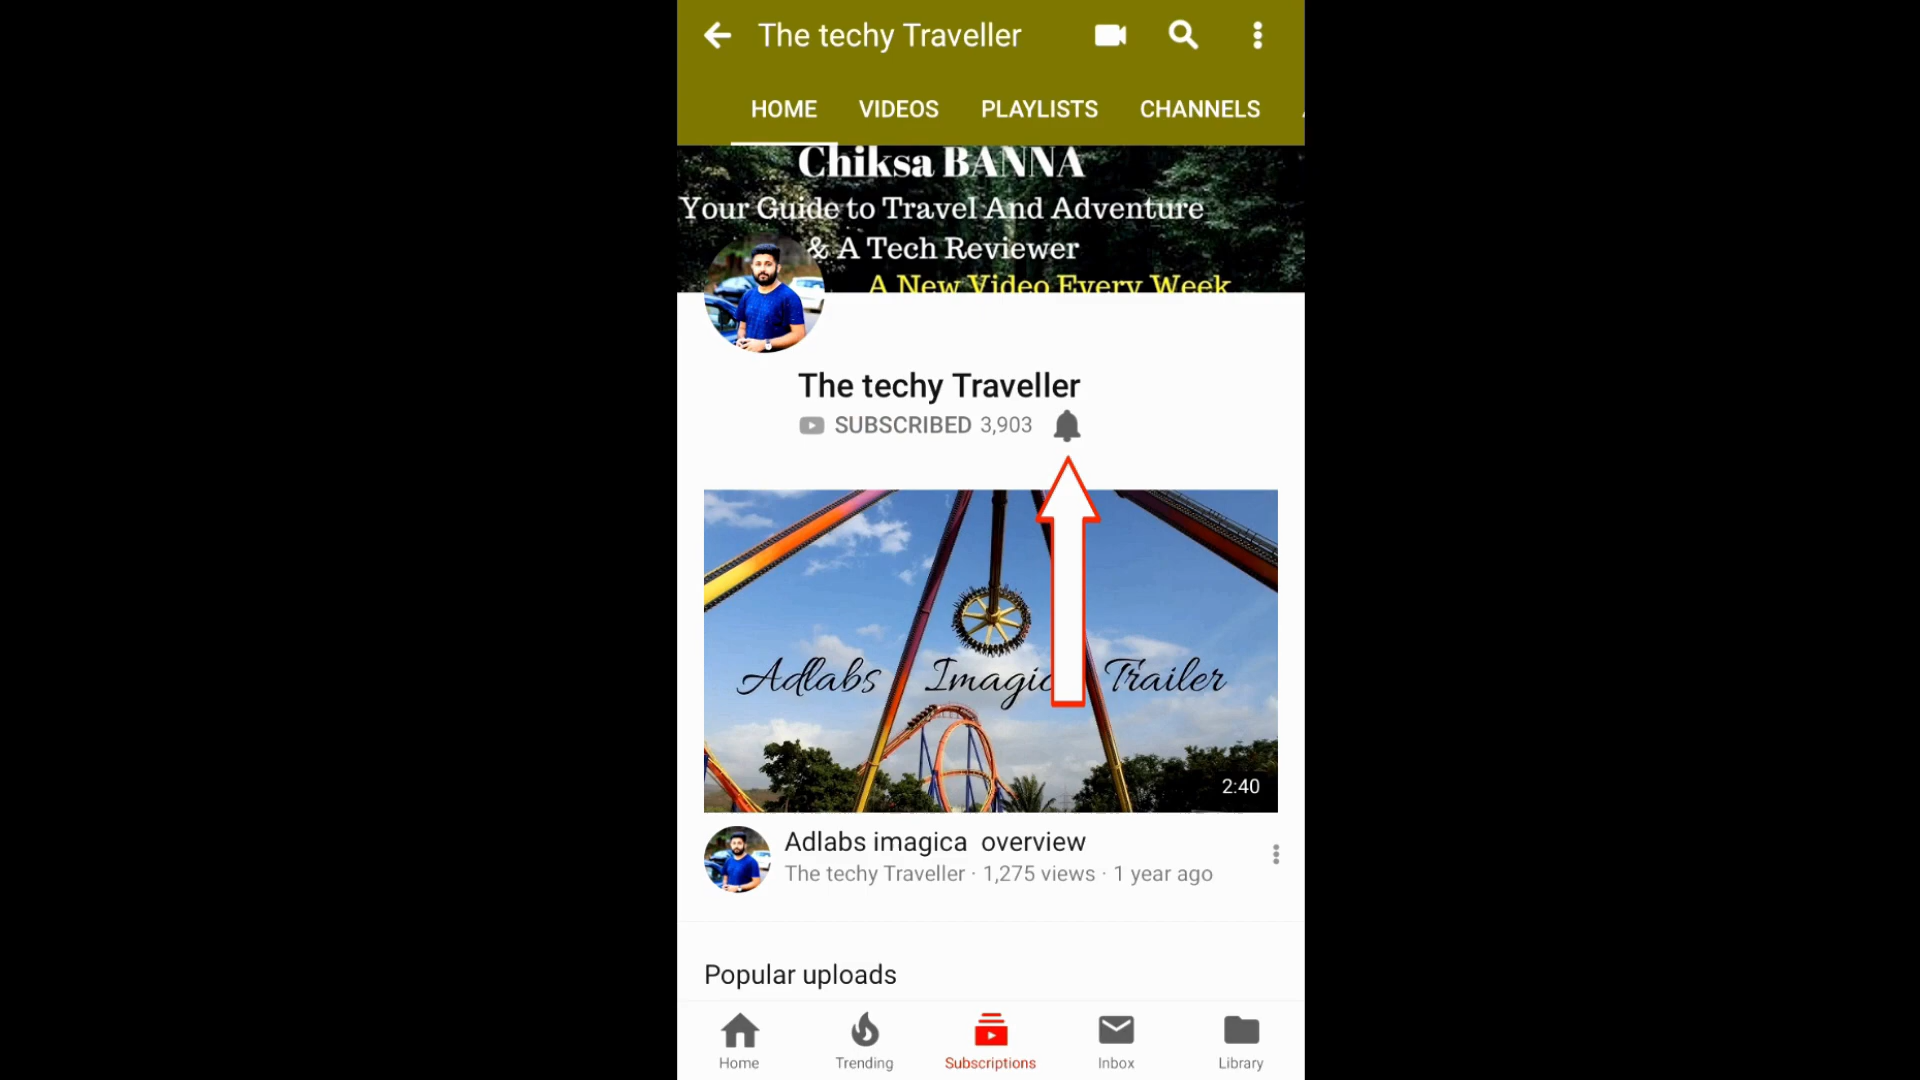 The techy Traveller
HOME VIDEOS PLAYLISTS CHANNELS
Chiksa BANNA
Your Guide to Travel And Adventure
& A Tech Reviewer
A New Video Every Week
The techy Traveller
SUBSCRIBED 3,903
Adlabs Imagic Trailer
2:40
Adlabs imagica overview
The techy Traveller · 1,275 views · 1 year ago
Popular uploads
Home Trending Subscriptions Inbox Library